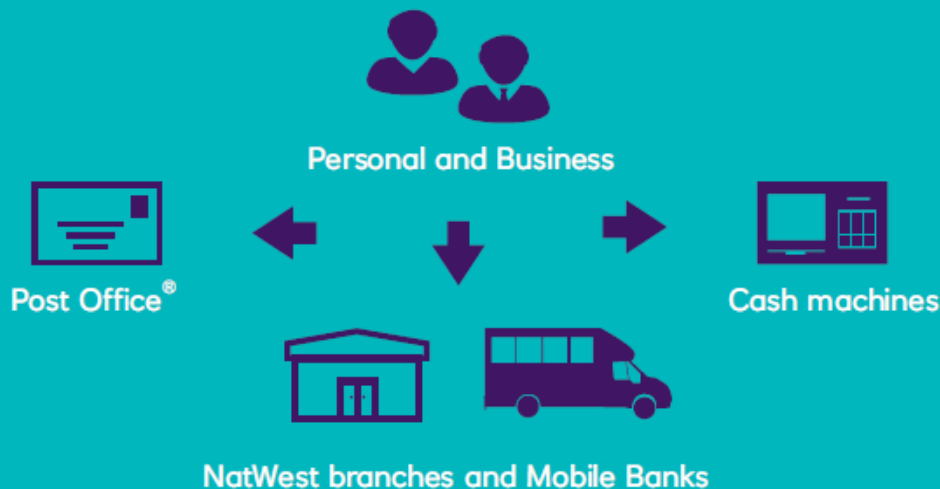 Personal and Business
Post Office®
Cash machines
NatWest branches and Mobile Banks